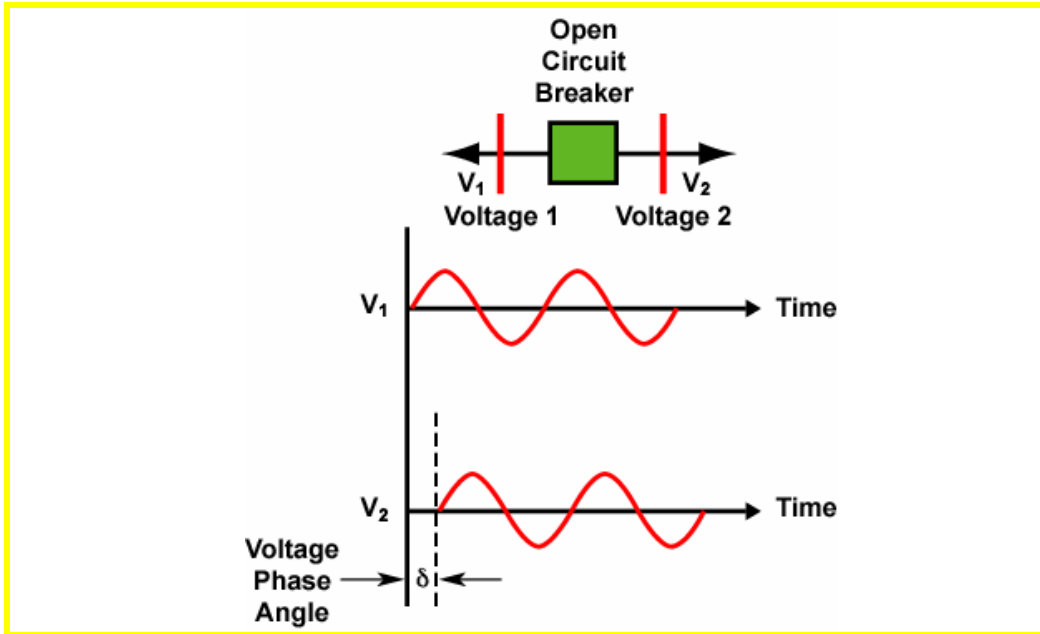 Open
Circuit
Breaker
V₁ V₂
Voltage 1 Voltage 2
V₁ Time
V₂ Time
Voltage
Phase δ
Angle